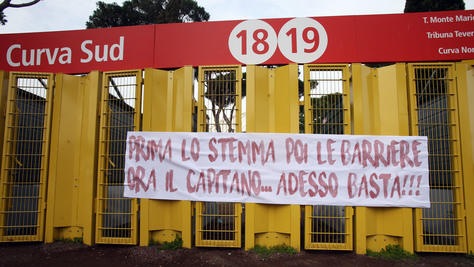 Curva Sud
18 19
T. Monte Mario
Tribuna Tevere
Curva Nord
PRIMA LO STEMMA POI LE BARRIERE
ORA IL CAPITANO... ADESSO BASTA!!!